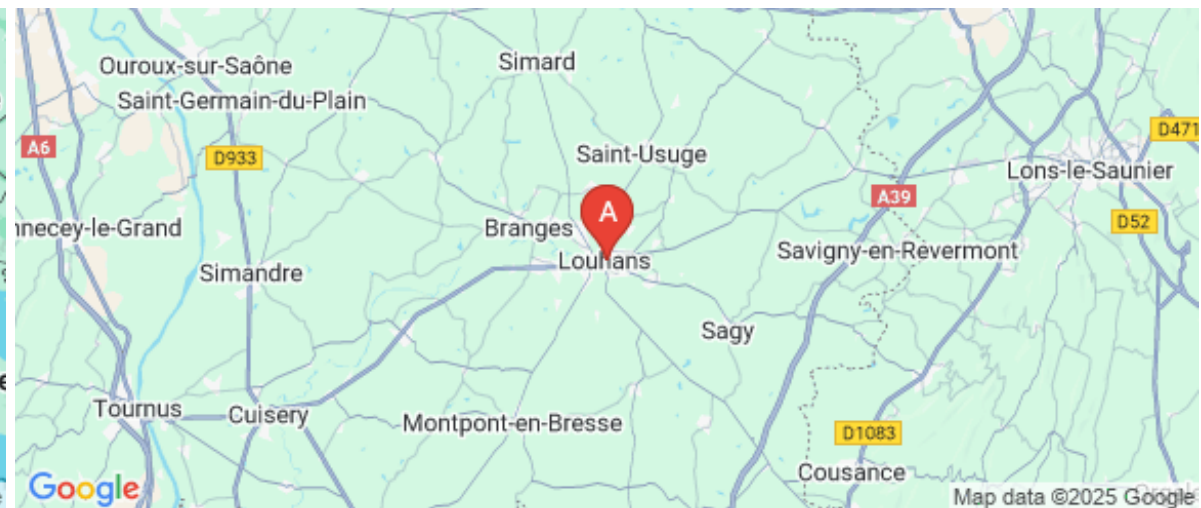 Simard
Ouroux-sur-Saône
Saint-Germain-du-Plain
D471
A6
D933
Saint-Usuge
Lons-le-Saunier
A39
A
nnecey-le-Grand
Branges
D52
Savigny-en-Revermont
Louhans
Simandre
Sagy
Tournus
Cuisery
Montpont-en-Bresse
D1083
Cousance
Google
Map data ©2025 Google